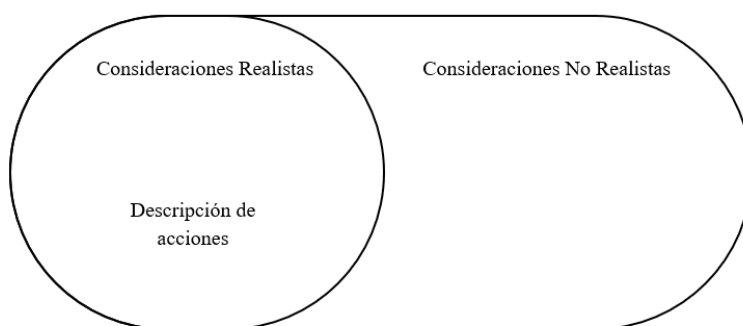 Consideraciones Realistas
Consideraciones No Realistas
Descripción de
acciones